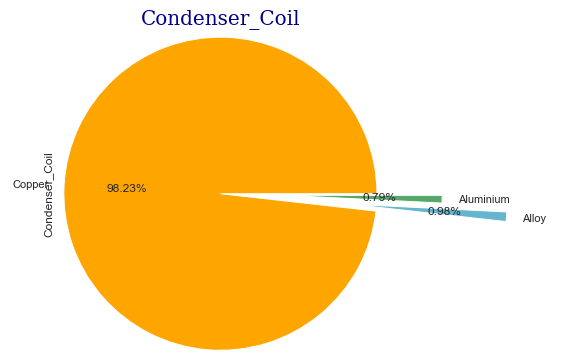 Condenser_Coil
Condenser_Coil
Copper
98.23%
0.79%
Aluminium
0.98%
Alloy